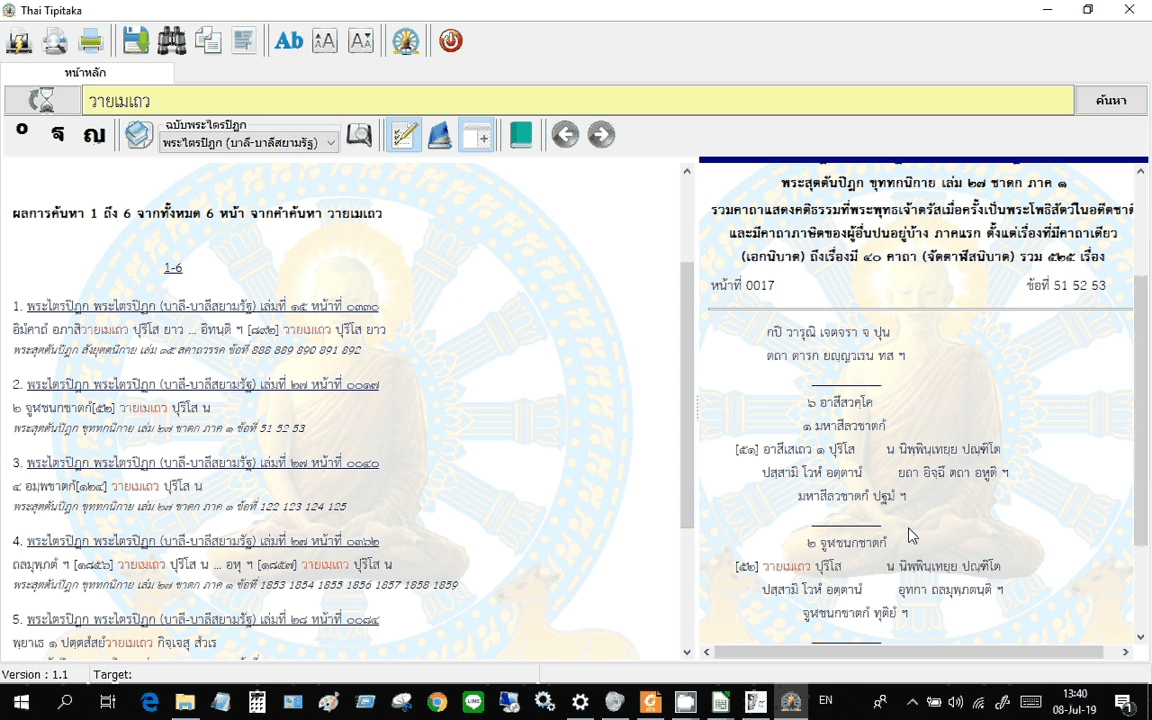 Thai Tipitaka
หน้าหลัก
วายเมเถว
ค้นหา
ฉบับพระไตรปิฎก
พระไตรปิฎก (บาลี-บาลีสยามรัฐ)
ผลการค้นหา 1 ถึง 6 จากทั้งหมด 6 หน้า จากคำค้นหา วายเมเถว
1-6
1. พระไตรปิฎก พระไตรปิฎก (บาลี-บาลีสยามรัฐ) เล่มที่ ๑๕ หน้าที่ ๐๓๓๐
อิมํคาถํ อภาสิวายเมเถว ปุริโส ยาว ... อิทนฺติ ฯ [๘๙๒] วายเมเถว ปุริโส ยาว
พระสุตตันปิฎก สังยุตตนิกาย เล่ม ๑๕ สคาถวรรค ข้อที่ 888 889 890 891 892
2. พระไตรปิฎก พระไตรปิฎก (บาลี-บาลีสยามรัฐ) เล่มที่ ๒๗ หน้าที่ ๐๐๑๗
๒ จูฬชนกชาตกํ[๕๒] วายเมเถว ปุริโส น
พระสุตตันปิฎก ขุททกนิกาย เล่ม ๒๗ ชาดก ภาค ๑ ข้อที่ 51 52 53
3. พระไตรปิฎก พระไตรปิฎก (บาลี-บาลีสยามรัฐ) เล่มที่ ๒๗ หน้าที่ ๐๐๔๐
๔ อมฺพชาตกํ[๑๒๔] วายเมเถว ปุริโส น
พระสุตตันปิฎก ขุททกนิกาย เล่ม ๒๗ ชาดก ภาค ๑ ข้อที่ 122 123 124 125
4. พระไตรปิฎก พระไตรปิฎก (บาลี-บาลีสยามรัฐ) เล่มที่ ๒๗ หน้าที่ ๐๓๖๒
ถลมุพฺภตํ ฯ [๑๘๕๖] วายเมเถว ปุริโส น ... อหุ ฯ [๑๘๕๗] วายเมเถว ปุริโส น
พระสุตตันปิฎก ขุททกนิกาย เล่ม ๒๗ ชาดก ภาค ๑ ข้อที่ 1853 1854 1855 1856 1857 1858 1859
5. พระไตรปิฎก พระไตรปิฎก (บาลี-บาลีสยามรัฐ) เล่มที่ ๒๘ หน้าที่ ๐๐๘๔
พฺยาเธ ๑ ปตฺตสฺสยํวายเมเถว กิจฺเจสุ สํวเร
พระสุตตันปิฎก ขุททกนิกาย เล่ม ๒๗ ชาดก ภาค ๑
รวมคาถาแสดงคติธรรมที่พระพุทธเจ้าตรัสเมื่อครั้งเป็นพระโพธิสัตว์ในอดีตชาติ
และมีคาถาภาษิตของผู้อื่นปนอยู่บ้าง ภาคแรก ตั้งแต่เรื่องที่มีคาถาเดียว
(เอกนิบาต) ถึงเรื่องมี ๔๐ คาถา (จัตตาฬีสนิบาต) รวม ๕๒๕ เรื่อง
หน้าที่ 0017 ข้อที่ 51 52 53
กปิ วารุณิ เจตจรา จ ปุน
ตถา ตารก ยญฺญวเรน ทส ฯ
๖ อาสีสวคฺโค
๑ มหาสีลวชาตกํ
[๕๑] อาสึเสเถว ๑ ปุริโส น นิพฺพินฺเทยฺย ปณฺฑิโต
ปสฺสามิ โวหํ อตฺตานํ ยถา อิจฺฉึ ตถา อหูติ ฯ
มหาสีลวชาตกํ ปฐมํ ฯ
๒ จูฬชนกชาตกํ
[๕๒] วายเมเถว ปุริโส น นิพฺพินฺเทยฺย ปณฺฑิโต
ปสฺสามิ โวหํ อตฺตานํ อุทกา ถลมุพฺภตนฺติ ฯ
จูฬชนกชาตกํ ทุติยํ ฯ
Version : 1.1 Target:
EN
13:40
08-Jul-19